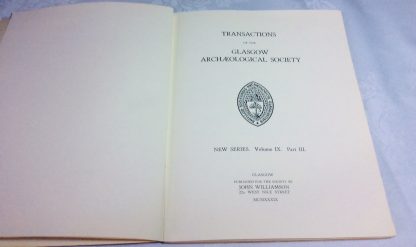 TRANSACTIONS
OF THE
GLASGOW
ARCHÆOLOGICAL SOCIETY
NEW SERIES. Volume IX. Part III.
GLASGOW
PUBLISHED FOR THE SOCIETY BY
JOHN WILLIAMSON
WEST NILE STREET